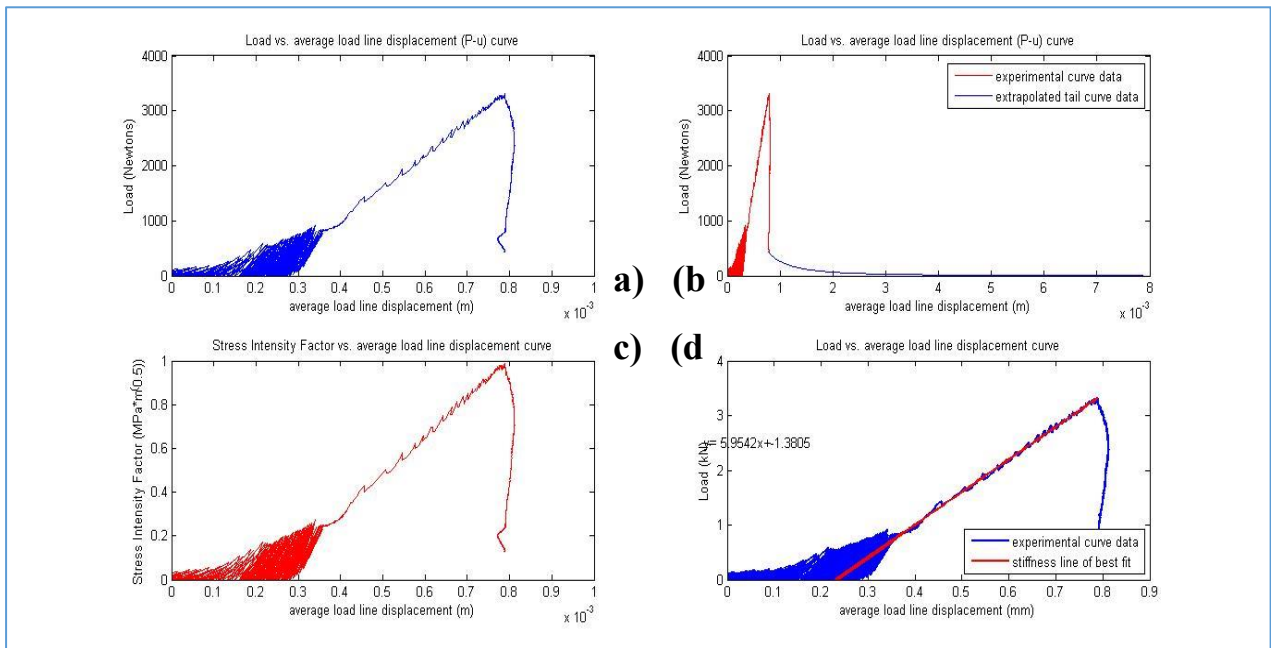 Load vs. average load line displacement (P-u) curve
4000
3000
2000
1000
0
Load (Newtons)
0 0.1 0.2 0.3 0.4 0.5 0.6 0.7 0.8 0.9 1
average load line displacement (m)
x 10⁻³
a)
Load vs. average load line displacement (P-u) curve
experimental curve data
extrapolated tail curve data
4000
3000
2000
1000
0
Load (Newtons)
0 1 2 3 4 5 6 7 8
average load line displacement (m)
x 10⁻³
(b
Stress Intensity Factor vs. average load line displacement curve
1
0.8
0.6
0.4
0.2
0
Stress Intensity Factor (MPa*m(0.5))
0 0.1 0.2 0.3 0.4 0.5 0.6 0.7 0.8 0.9 1
average load line displacement (m)
x 10⁻³
c)
(d
Load vs. average load line displacement curve
4
3
2
1
0
Load (kN)
= 5.9542x+-1.3805
experimental curve data
stiffness line of best fit
0 0.1 0.2 0.3 0.4 0.5 0.6 0.7 0.8 0.9
average load line displacement (mm)